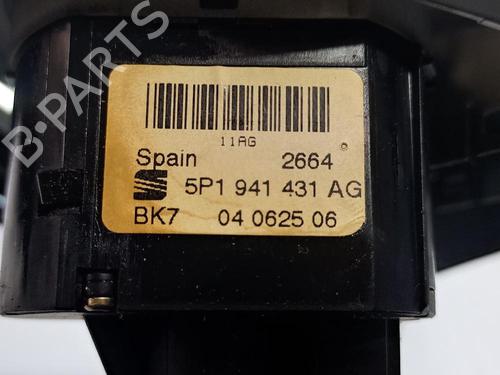 B-PARTS
11AG
Spain 2664
5P1 941 431 AG
BK7 04 0625 06